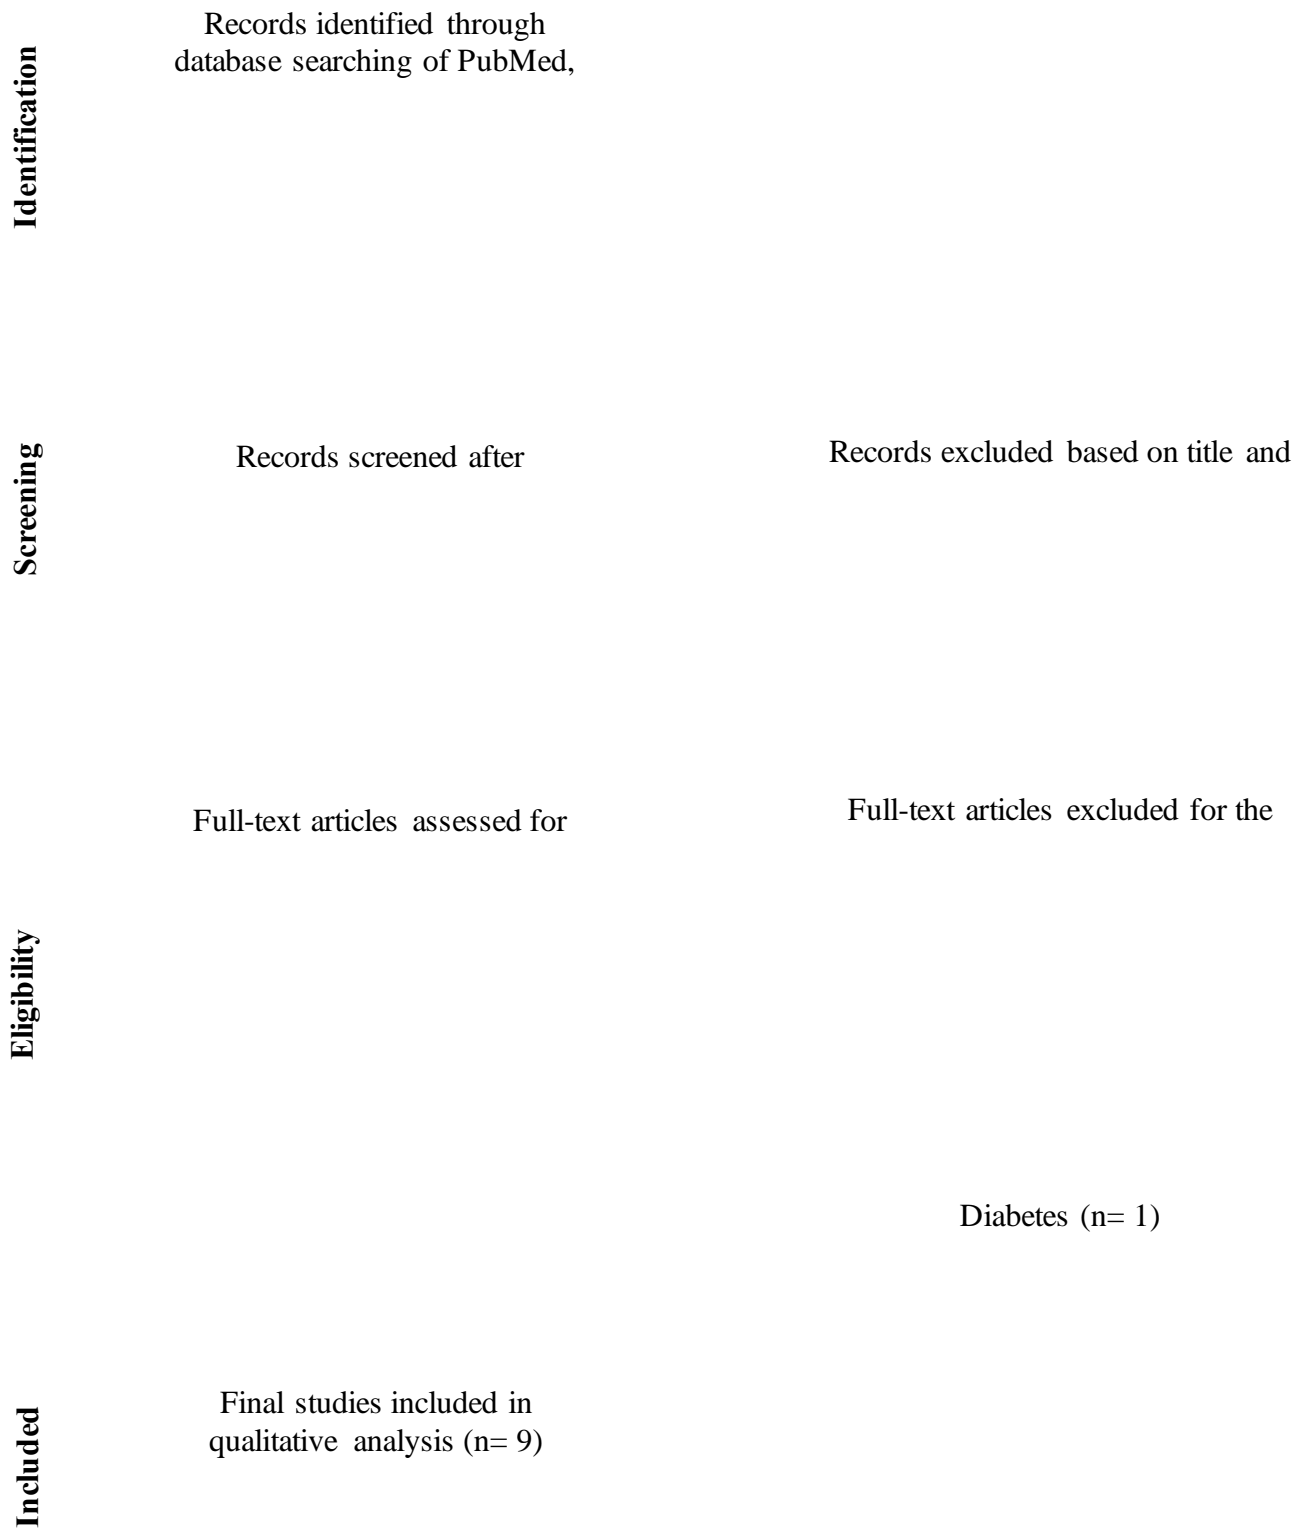 Identification
Records identified through
database searching of PubMed,
Screening
Records screened after
Records excluded based on title and
Full-text articles assessed for
Full-text articles excluded for the
Eligibility
Diabetes (n= 1)
Included
Final studies included in
qualitative analysis (n= 9)